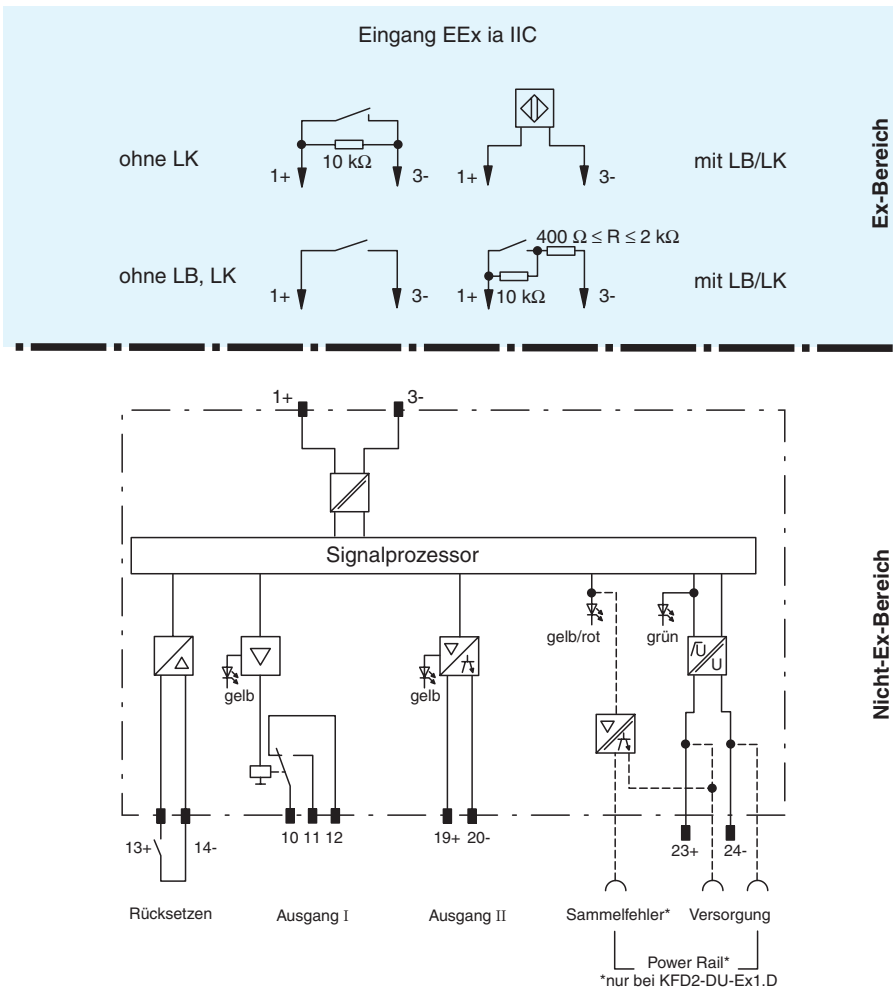 Eingang EEx ia IIC
ohne LK
10 kΩ
1+
3-
1+
3-
mit LB/LK
Ex-Bereich
400 Ω ≤ R ≤ 2 kΩ
ohne LB, LK
1+
3-
1+
10 kΩ
3-
mit LB/LK
1+
3-
Signalprozessor
gelb/rot
grün
Nicht-Ex-Bereich
Ū
U
gelb
gelb
13+
14-
10 11 12
19+ 20-
23+
24-
Rücksetzen
Ausgang I
Ausgang II
Sammelfehler*
Versorgung
Power Rail*
*nur bei KFD2-DU-Ex1.D